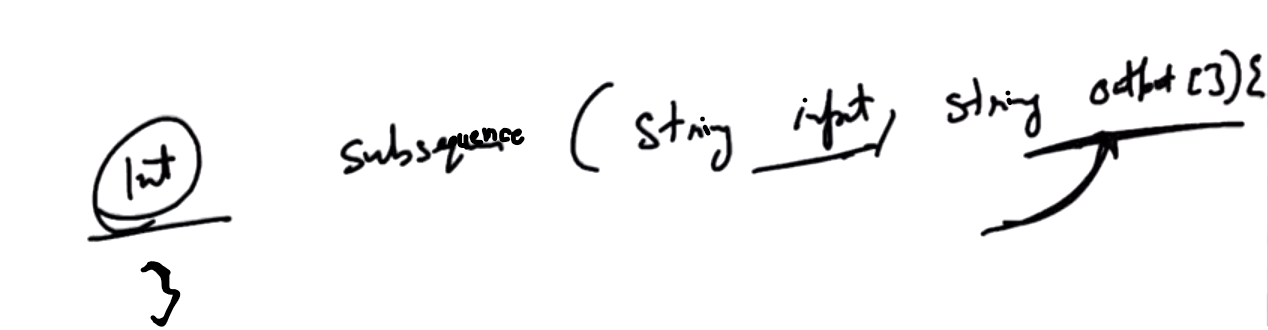 Int subsequence (string input, string output []){
}